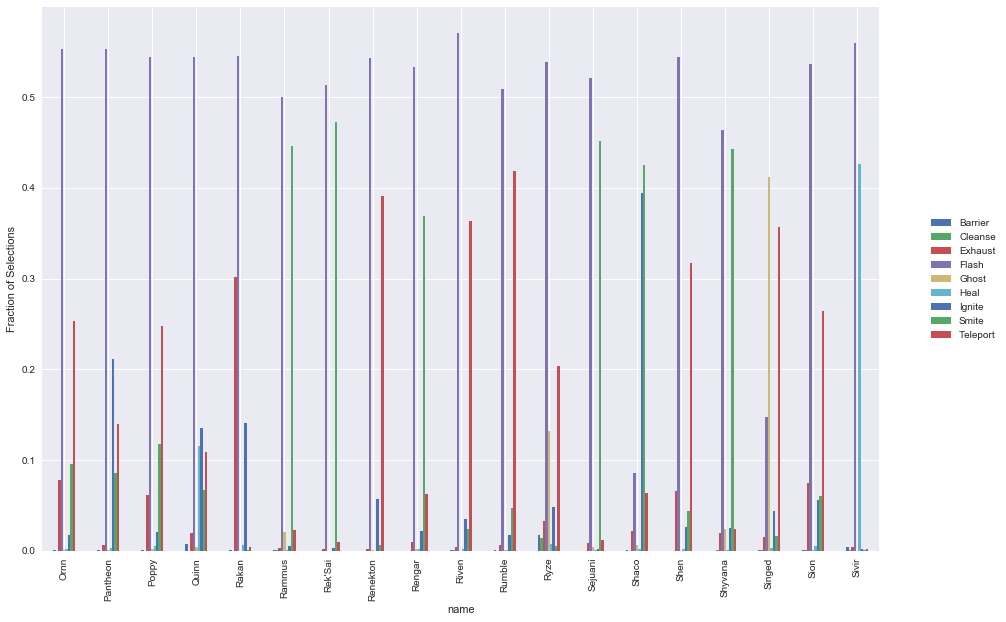 Fraction of Selections
0.5
0.4
0.3
0.2
0.1
0.0
Ornn
Pantheon
Poppy
Quinn
Rakan
Rammus
Rek'Sai
Renekton
Rengar
Riven
Rumble
Ryze
Sejuani
Shaco
Shen
Shyvana
Singed
Sion
Sivir
name
Barrier
Cleanse
Exhaust
Flash
Ghost
Heal
Ignite
Smite
Teleport